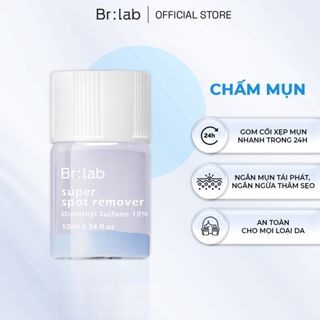 Br:lab | OFFICIAL STORE
CHẤM MỤN
Br:lab
super
spot remover
Dimethyl Sulfone 10%
10ml 0.34 fl.oz
24h
GOM CỒI XẸP MỤN
NHANH TRONG 24H
NGĂN MỤN TÁI PHÁT,
NGĂN NGỪA THÂM SẸO
AN TOÀN
CHO MỌI LOẠI DA